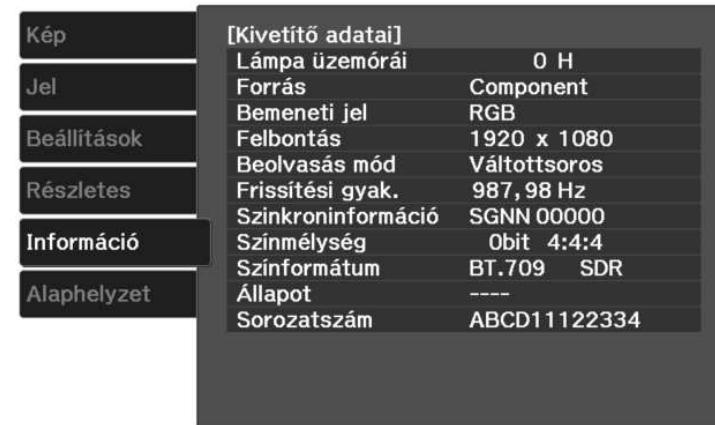 Kép
Jel
Beállítások
Részletes
Információ
Alaphelyzet
[Kivetítő adatai]
Lámpa üzemórái 0 H
Forrás Component
Bemeneti jel RGB
Felbontás 1920 x 1080
Beolvasás mód Váltottsoros
Frissítési gyak. 987,98 Hz
Szinkroninformáció SGNN 00000
Színmélység 0bit 4:4:4
Színformátum BT.709 SDR
Állapot ----
Sorozatszám ABCD11122334